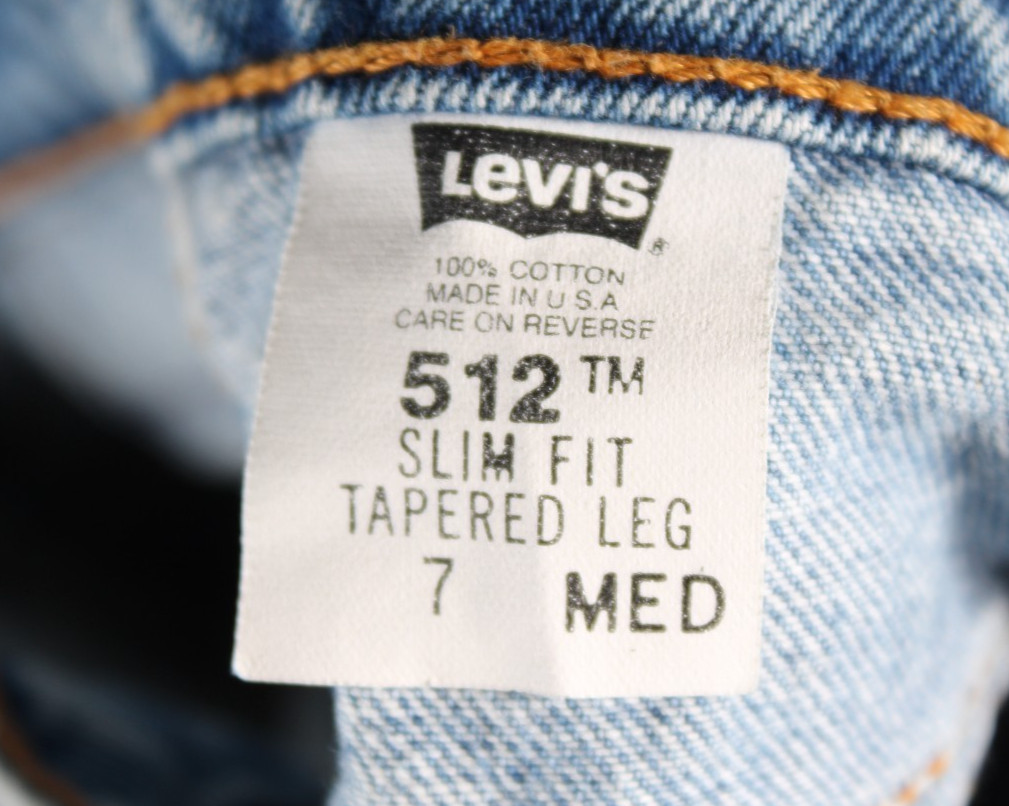 Levi's
®
100% COTTON
MADE IN U S.A
CARE ON REVERSE
512™
SLIM FIT
TAPERED LEG
7 MED